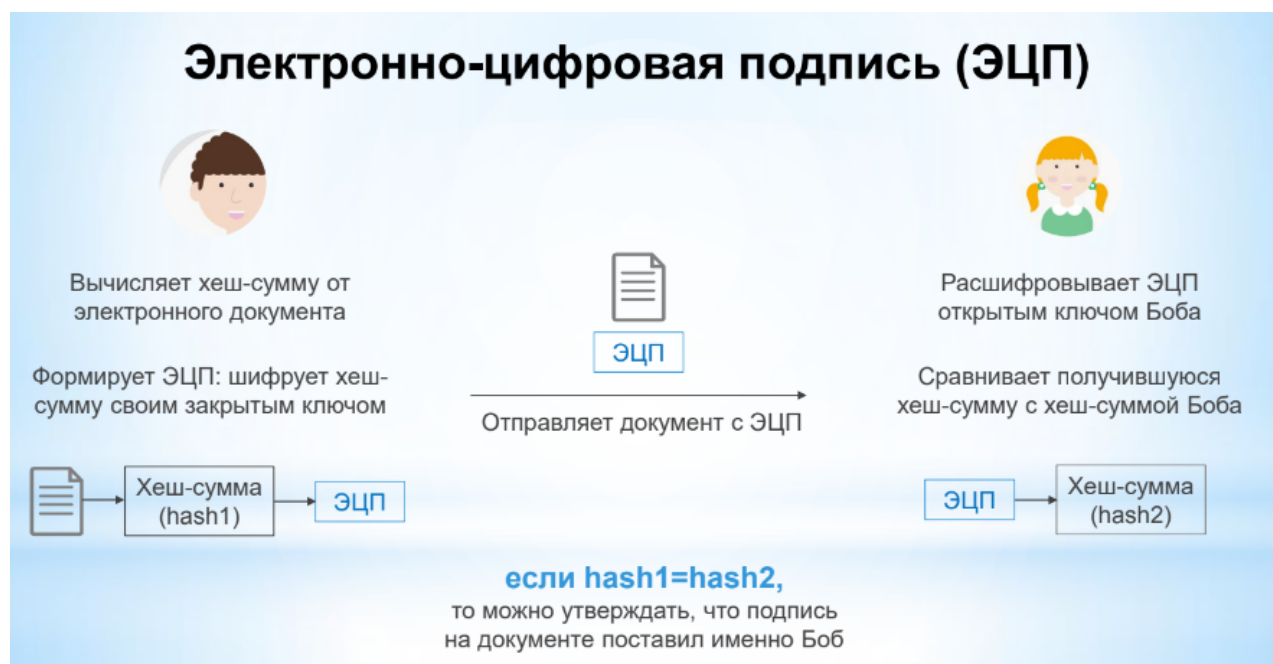 Электронно-цифровая подпись (ЭЦП)
Вычисляет хеш-сумму от
электронного документа
Формирует ЭЦП: шифрует хеш-
сумму своим закрытым ключом
Хеш-сумма
(hash1)
ЭЦП
ЭЦП
Отправляет документ с ЭЦП
Расшифровывает ЭЦП
открытым ключом Боба
Сравнивает получившуюся
хеш-сумму с хеш-суммой Боба
ЭЦП
Хеш-сумма
(hash2)
если hash1=hash2,
то можно утверждать, что подпись
на документе поставил именно Боб